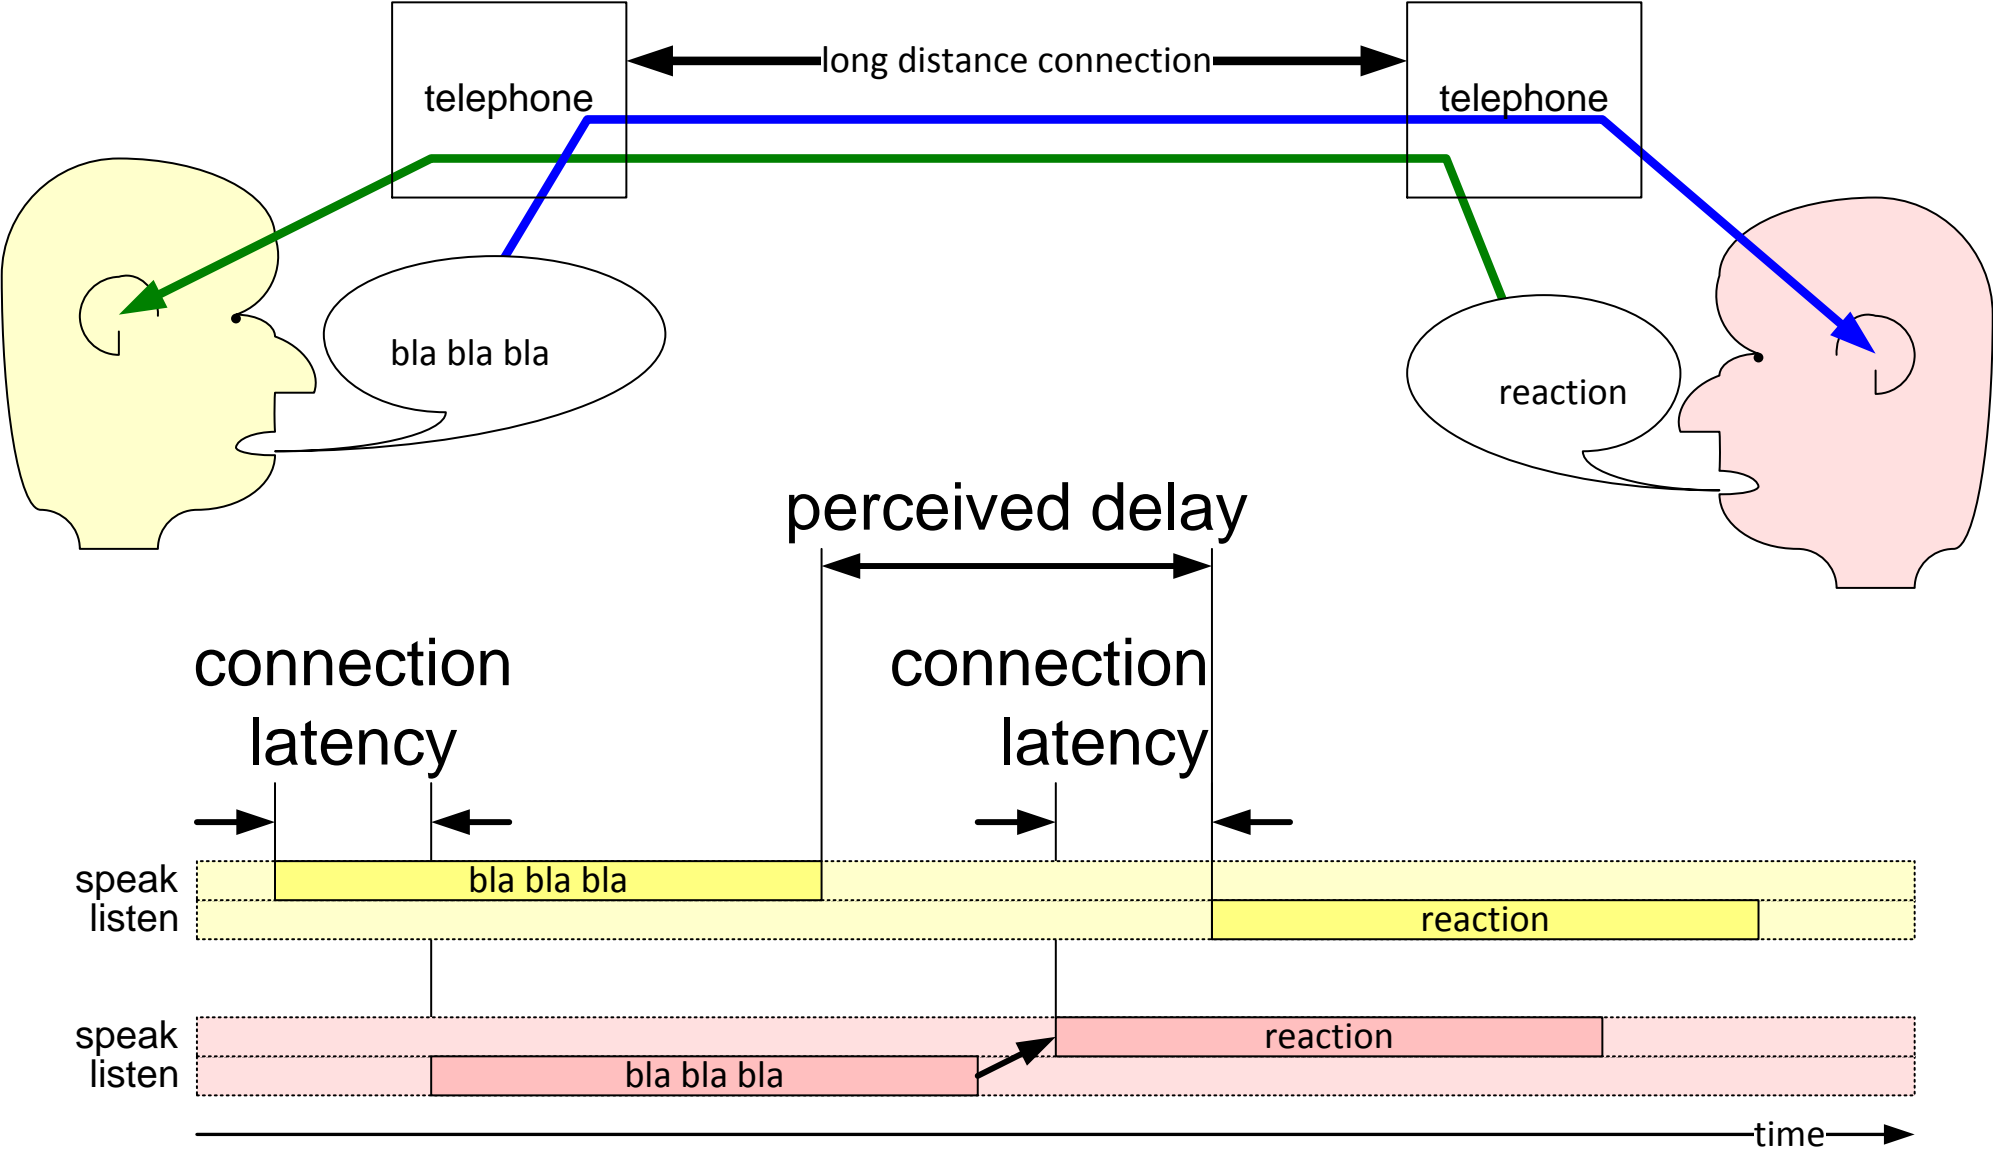 long distance connection
telephone
telephone
bla bla bla
reaction
perceived delay
connection
latency
connection
latency
speak
bla bla bla
listen
reaction
speak
reaction
listen
bla bla bla
time